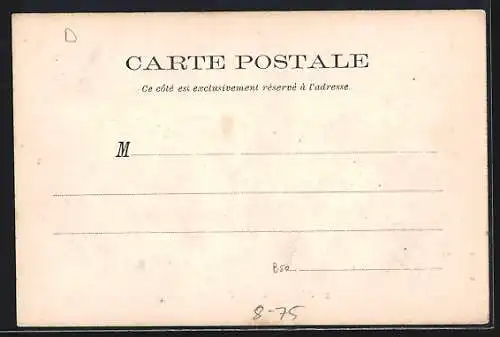 D
CARTE POSTALE
Ce côté est exclusivement réservé à l'adresse.
M
8-75